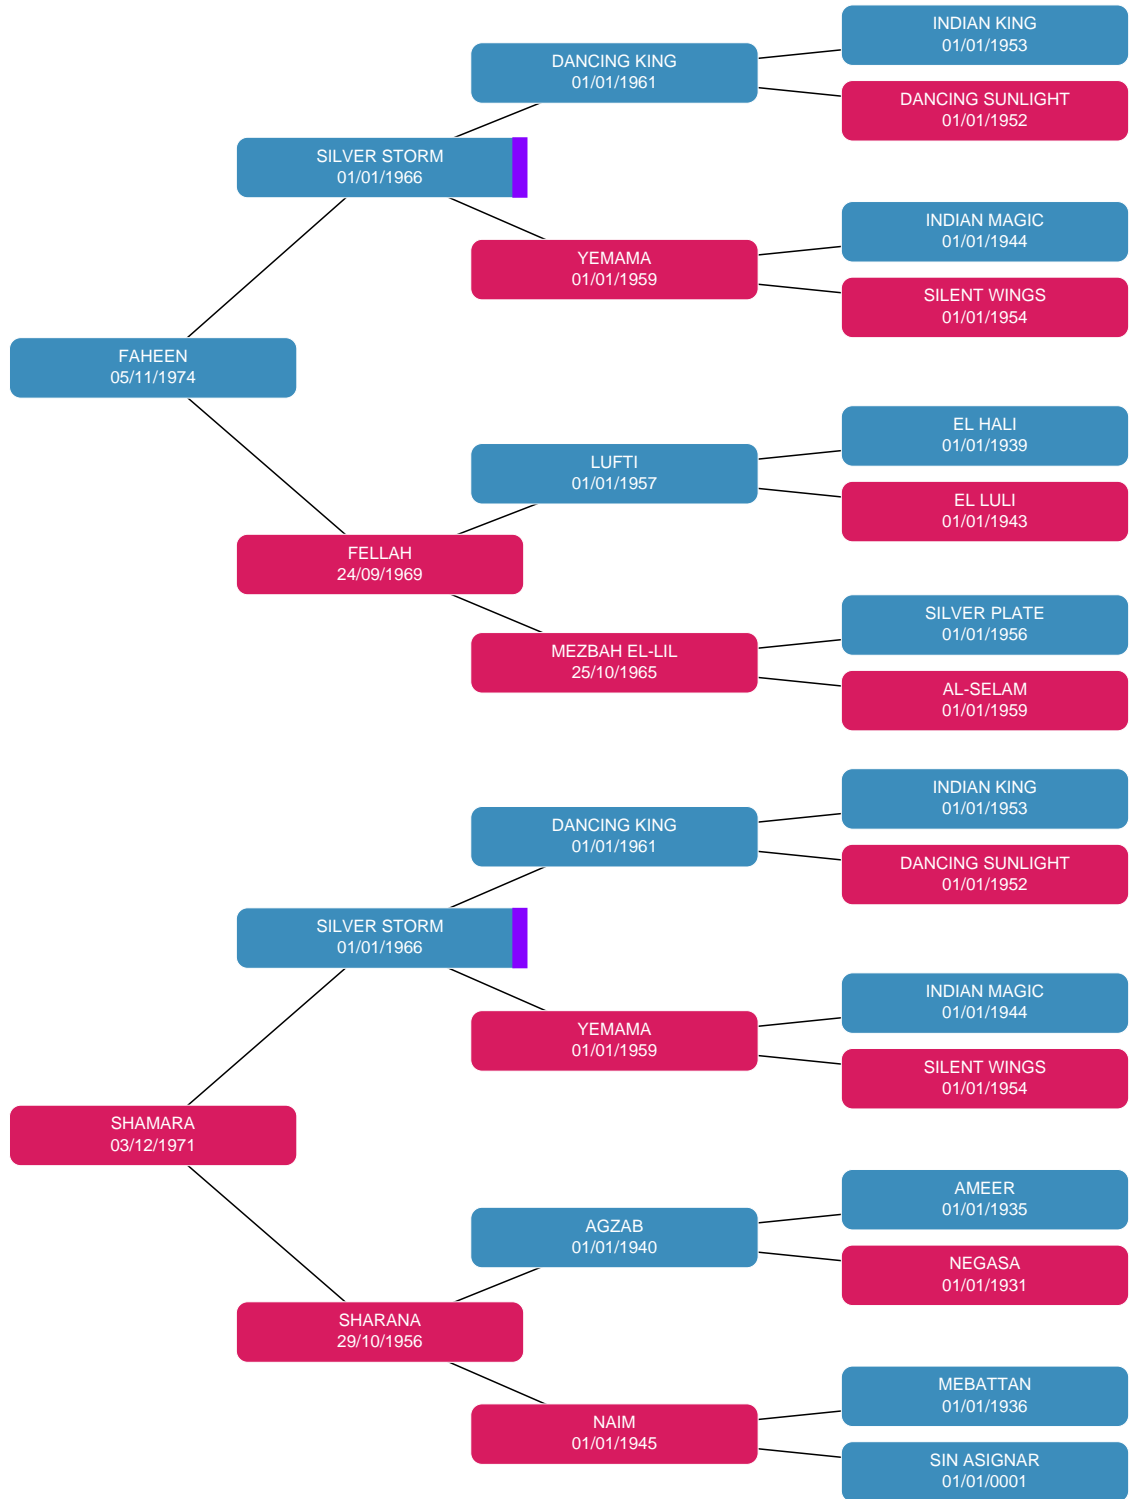 INDIAN KING
01/01/1953
DANCING KING
01/01/1961
DANCING SUNLIGHT
01/01/1952
SILVER STORM
01/01/1966
INDIAN MAGIC
01/01/1944
YEMAMA
01/01/1959
SILENT WINGS
01/01/1954
FAHEEN
05/11/1974
EL HALI
01/01/1939
LUFTI
01/01/1957
EL LULI
01/01/1943
FELLAH
24/09/1969
SILVER PLATE
01/01/1956
MEZBAH EL-LIL
25/10/1965
AL-SELAM
01/01/1959
INDIAN KING
01/01/1953
DANCING KING
01/01/1961
DANCING SUNLIGHT
01/01/1952
SILVER STORM
01/01/1966
INDIAN MAGIC
01/01/1944
YEMAMA
01/01/1959
SILENT WINGS
01/01/1954
SHAMARA
03/12/1971
AMEER
01/01/1935
AGZAB
01/01/1940
NEGASA
01/01/1931
SHARANA
29/10/1956
MEBATTAN
01/01/1936
NAIM
01/01/1945
SIN ASIGNAR
01/01/0001